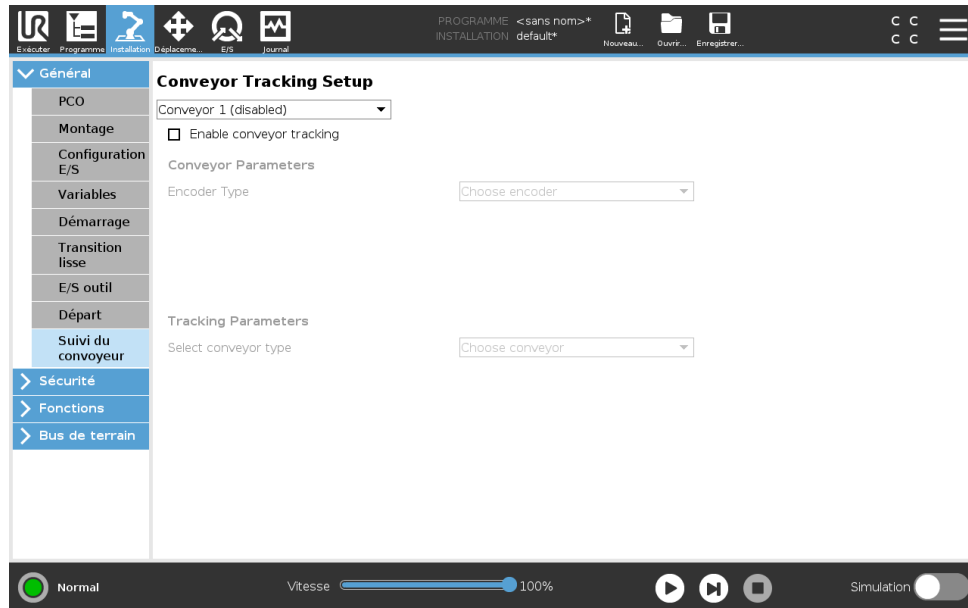 PROGRAMME <sans nom>*
INSTALLATION default*
C C
C C
Exécuter Programme Installation Déplaceme... E/S Journal Nouveau... Ouvrir... Enregistrer...
Général
PCO
Montage
Configuration
E/S
Variables
Démarrage
Transition
lisse
E/S outil
Départ
Suivi du
convoyeur
Sécurité
Fonctions
Bus de terrain
Conveyor Tracking Setup
Conveyor 1 (disabled)
Enable conveyor tracking
Conveyor Parameters
Encoder Type Choose encoder
Tracking Parameters
Select conveyor type Choose conveyor
Normal Vitesse 100% Simulation